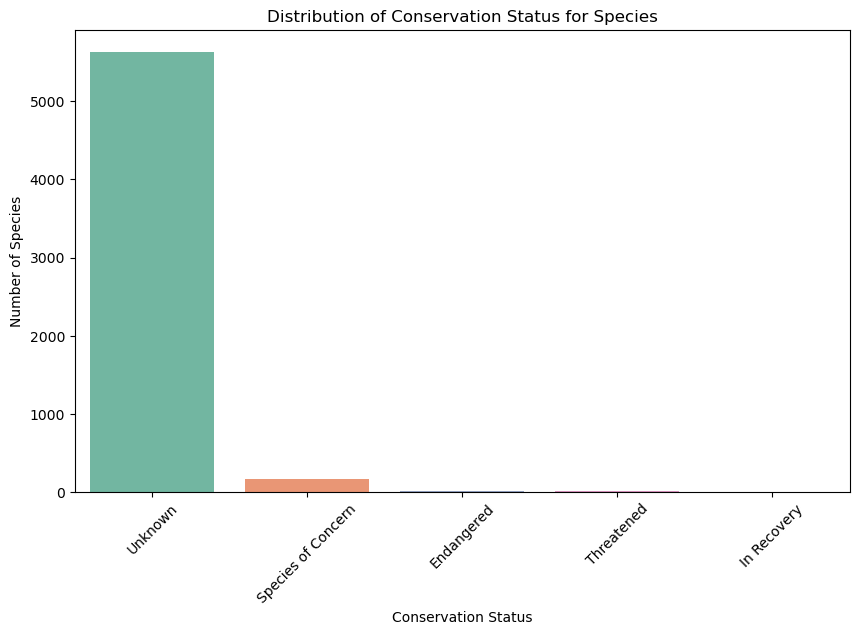 Distribution of Conservation Status for Species
Number of Species
5000
4000
3000
2000
1000
0
Unknown
Species of Concern
Endangered
Threatened
In Recovery
Conservation Status